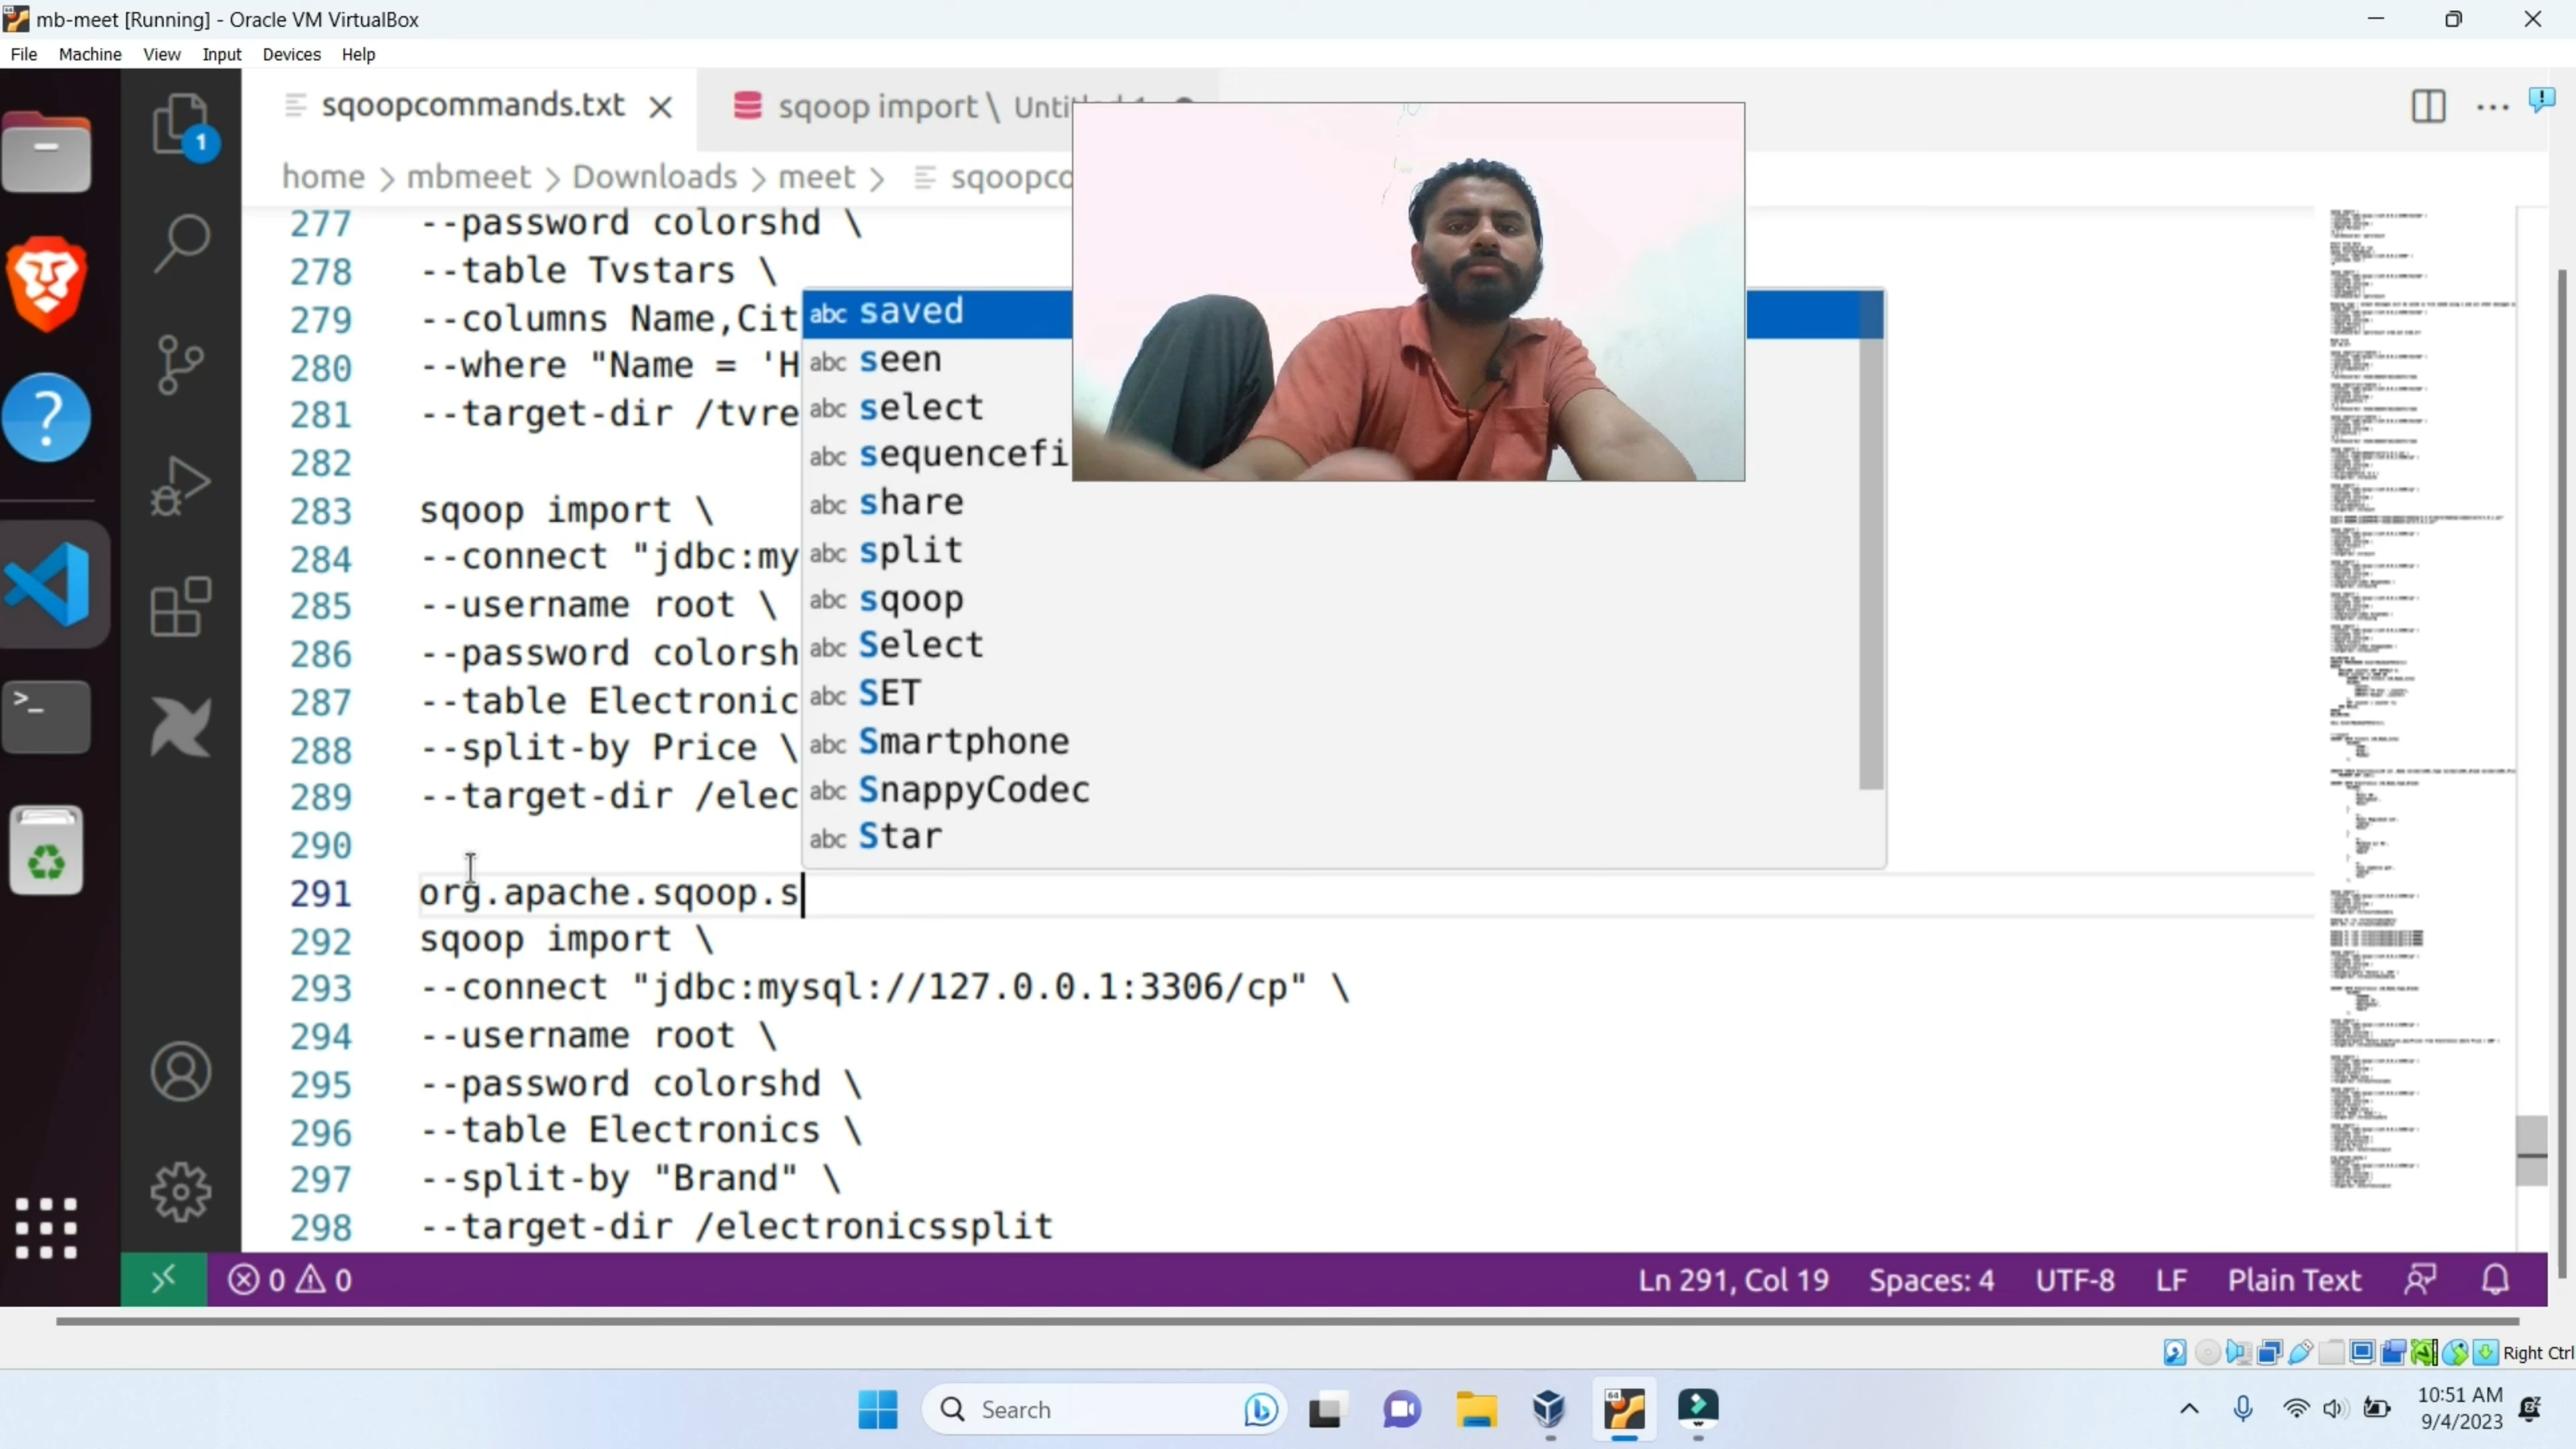 mb-meet [Running] - Oracle VM VirtualBox
File Machine View Input Devices Help
sqoopcommands.txt
sqoop import \
home > mbmeet > Downloads > meet >
277 --password colorshd \
278 --table Tvstars \
279 --columns Name,Cit
280 --where "Name = 'H
281 --target-dir /tvre
282
283 sqoop import \
284 --connect "jdbc:my
285 --username root \
286 --password colorsh
287 --table Electronic
288 --split-by Price \
289 --target-dir /elec
290
291 org.apache.sqoop.s
292 sqoop import \
293 --connect "jdbc:mysql://127.0.0.1:3306/cp" \
294 --username root \
295 --password colorshd \
296 --table Electronics \
297 --split-by "Brand" \
298 --target-dir /electronicssplit
abc saved
abc seen
abc select
abc sequencefi
abc share
abc split
abc sqoop
abc Select
abc SET
abc Smartphone
abc SnappyCodec
abc Star
1
0 0
Ln 291, Col 19 Spaces: 4 UTF-8 LF Plain Text
Right Ctrl
Search
10:51 AM
9/4/2023